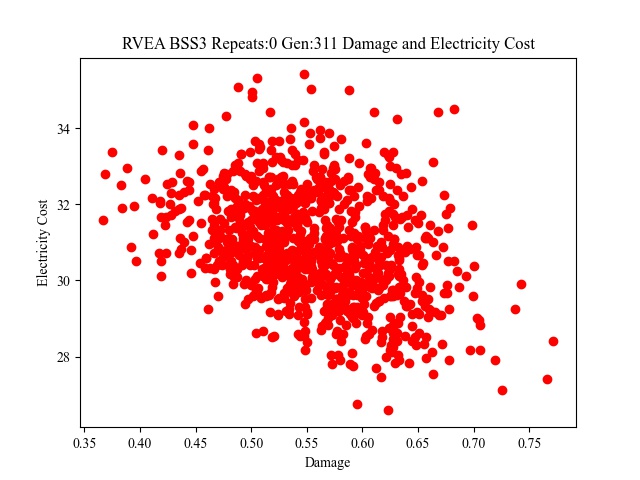 RVEA BSS3 Repeats:0 Gen:311 Damage and Electricity Cost
34
32
30
28
Electricity Cost
0.35 0.40 0.45 0.50 0.55 0.60 0.65 0.70 0.75
Damage